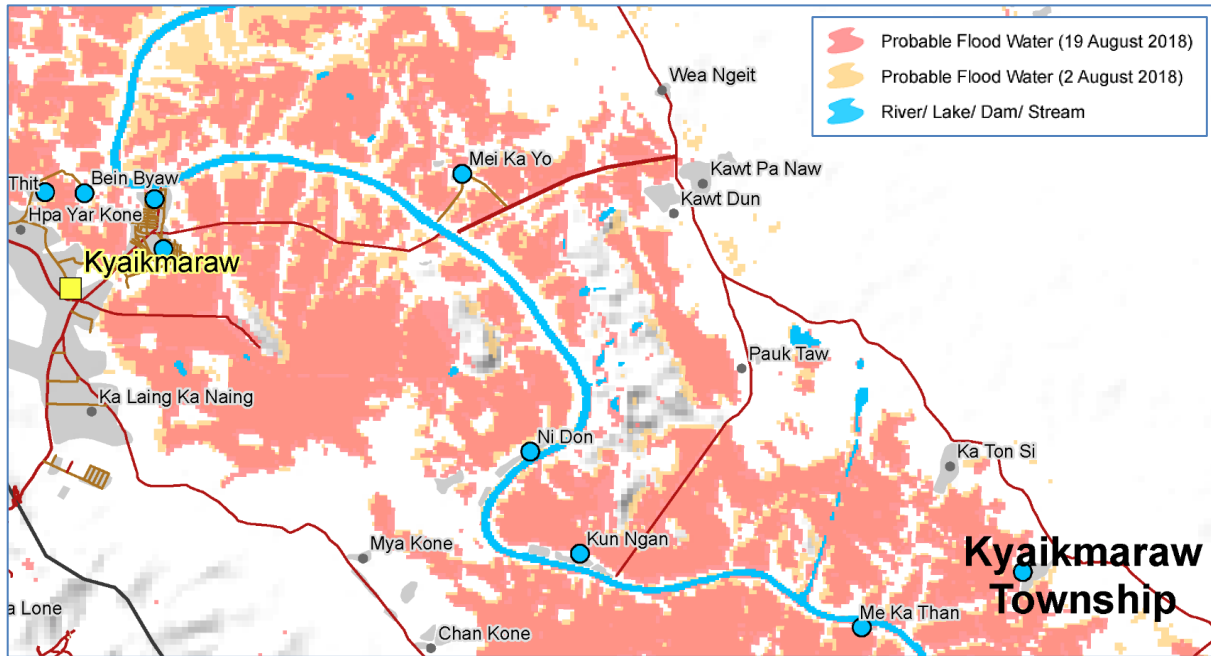 Probable Flood Water (19 August 2018)
Probable Flood Water (2 August 2018)
River/ Lake/ Dam/ Stream
Wea Ngeit
Mei Ka Yo
Kawt Pa Naw
Thit
Bein Byaw
Kawt Dun
Hpa Yar Kone
Kyaikmaraw
Pauk Taw
Ka Laing Ka Naing
Ni Don
Ka Ton Si
Mya Kone
Kun Ngan
Kyaikmaraw
Township
a Lone
Me Ka Than
Chan Kone